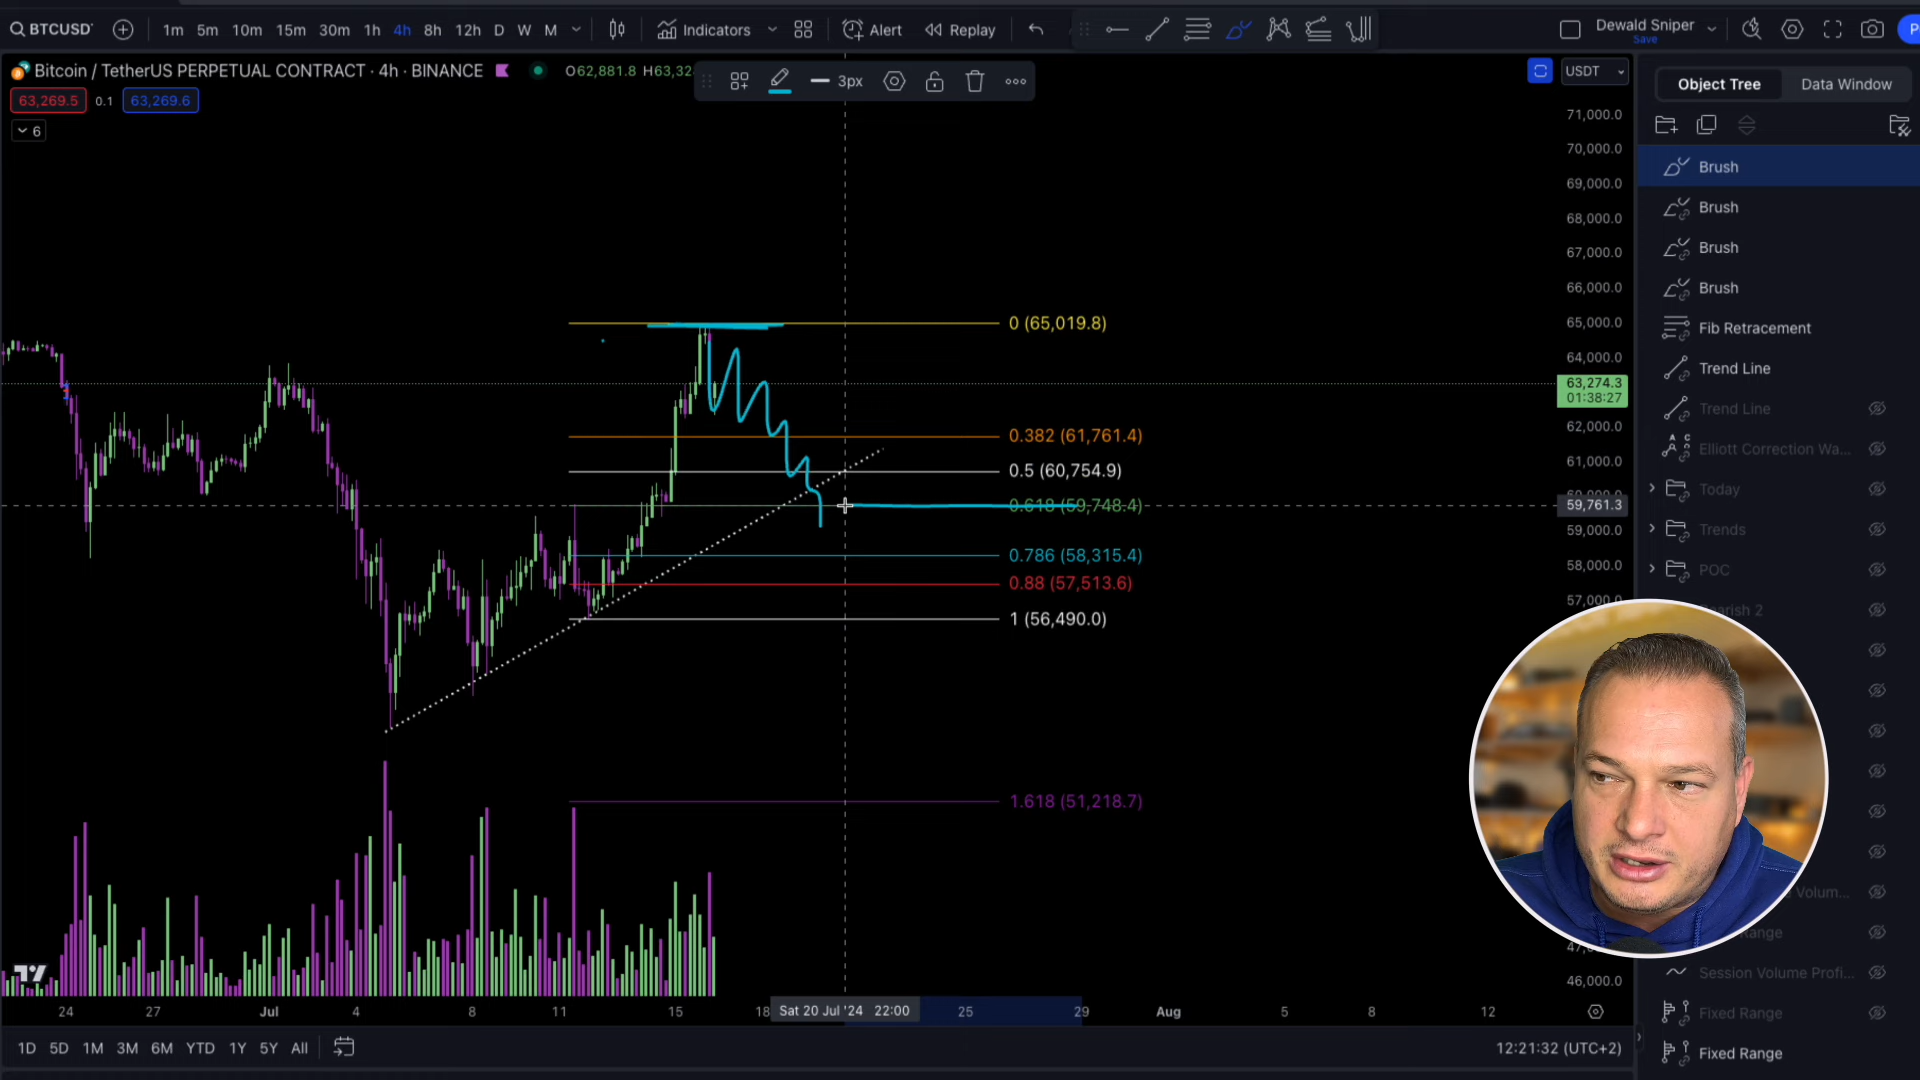 BTCUSD
1m 5m 10m 15m 30m 1h 4h 8h 12h D W M
Indicators
Alert
Replay
Dewald Sniper
Save
Bitcoin / TetherUS PERPETUAL CONTRACT · 4h · BINANCE
O62,881.8 H63,32
3px
USDT
Object Tree
Data Window
63,269.5 0.1 63,269.6
6
71,000.0
70,000.0
69,000.0
68,000.0
67,000.0
66,000.0
65,000.0
64,000.0
63,274.3
01:38:27
62,000.0
61,000.0
59,761.3
59,000.0
58,000.0
57,000.0
46,000.0
0 (65,019.8)
0.382 (61,761.4)
0.5 (60,754.9)
0.618 (59,748.4)
0.786 (58,315.4)
0.88 (57,513.6)
1 (56,490.0)
1.618 (51,218.7)
Brush
Brush
Brush
Brush
Fib Retracement
Trend Line
Trend Line
Elliott Correction Wa...
Today
Trends
POC
Session Volume Profi...
Fixed Range
Fixed Range
24 27 Jul 4 8 11 15 18 Sat 20 Jul '24 22:00 25 29 Aug 5 8 12
1D 5D 1M 3M 6M YTD 1Y 5Y All
12:21:32 (UTC+2)